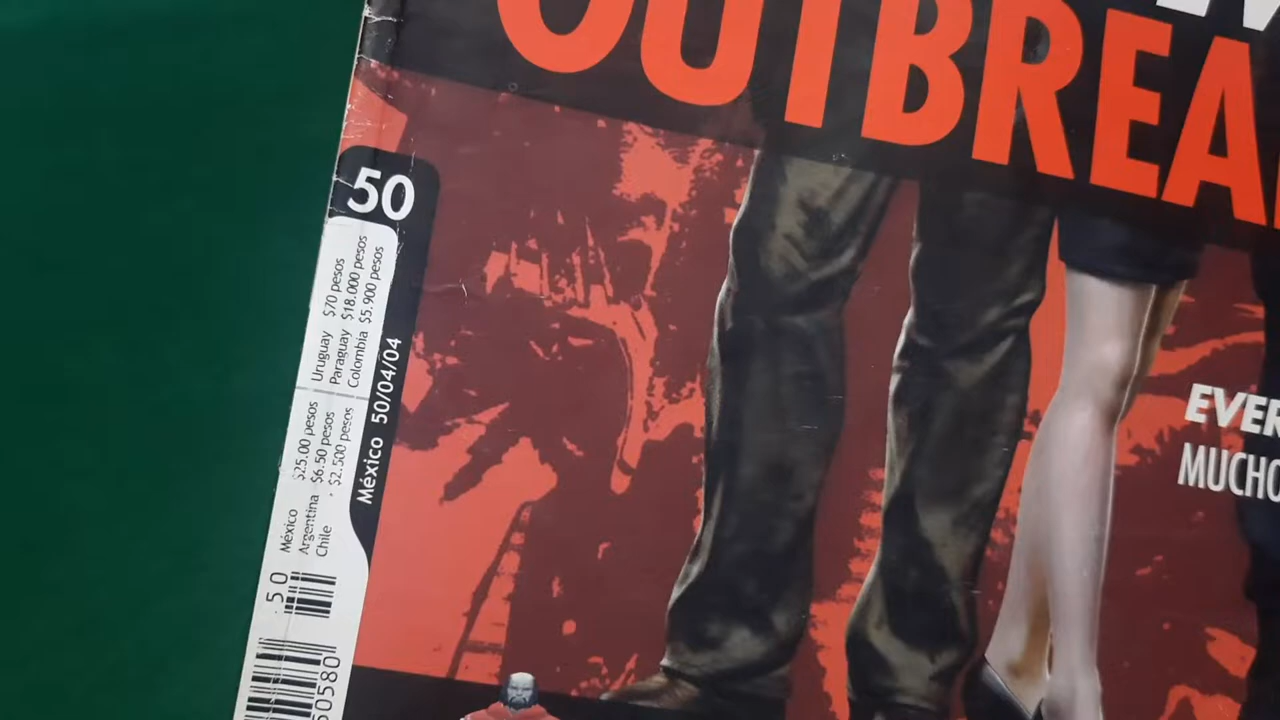 OUTBREA
50
México $25.00 pesos
Argentina $6.50 pesos
Chile $2.500 pesos
Uruguay $70 pesos
Paraguay $18.000 pesos
Colombia $5.900 pesos
México 50/04/04
50
50580
EVER
MUCHO